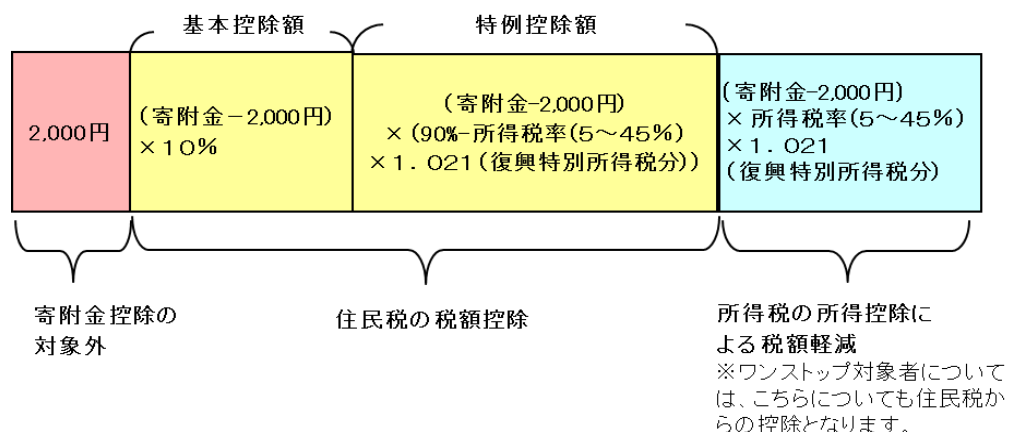 基本控除額
特例控除額
2,000円
(寄附金－2,000円)
×10％
(寄附金-2,000円)
×(90%-所得税率(5～45％)
×1．021(復興特別所得税分))
(寄附金-2,000円)
×所得税率(5～45％)
×1．021
(復興特別所得税分)
寄附金控除の
対象外
住民税の税額控除
所得税の所得控除に
よる税額軽減
※ワンストップ対象者について
は、こちらについても住民税か
らの控除となります。